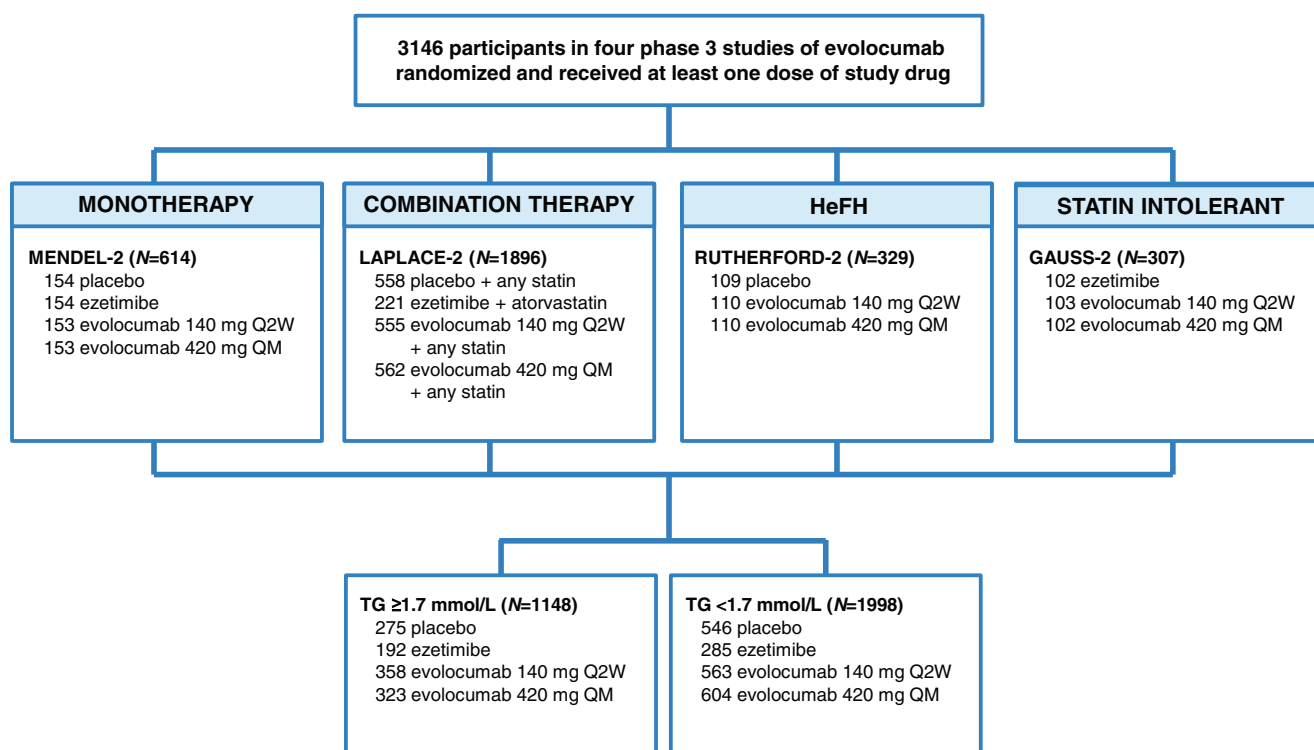 3146 participants in four phase 3 studies of evolocumab
randomized and received at least one dose of study drug
MONOTHERAPY
MENDEL-2 (N=614)
154 placebo
154 ezetimibe
153 evolocumab 140 mg Q2W
153 evolocumab 420 mg QM
COMBINATION THERAPY
LAPLACE-2 (N=1896)
558 placebo + any statin
221 ezetimibe + atorvastatin
555 evolocumab 140 mg Q2W
+ any statin
562 evolocumab 420 mg QM
+ any statin
HeFH
RUTHERFORD-2 (N=329)
109 placebo
110 evolocumab 140 mg Q2W
110 evolocumab 420 mg QM
STATIN INTOLERANT
GAUSS-2 (N=307)
102 ezetimibe
103 evolocumab 140 mg Q2W
102 evolocumab 420 mg QM
TG ≥1.7 mmol/L (N=1148)
275 placebo
192 ezetimibe
358 evolocumab 140 mg Q2W
323 evolocumab 420 mg QM
TG <1.7 mmol/L (N=1998)
546 placebo
285 ezetimibe
563 evolocumab 140 mg Q2W
604 evolocumab 420 mg QM